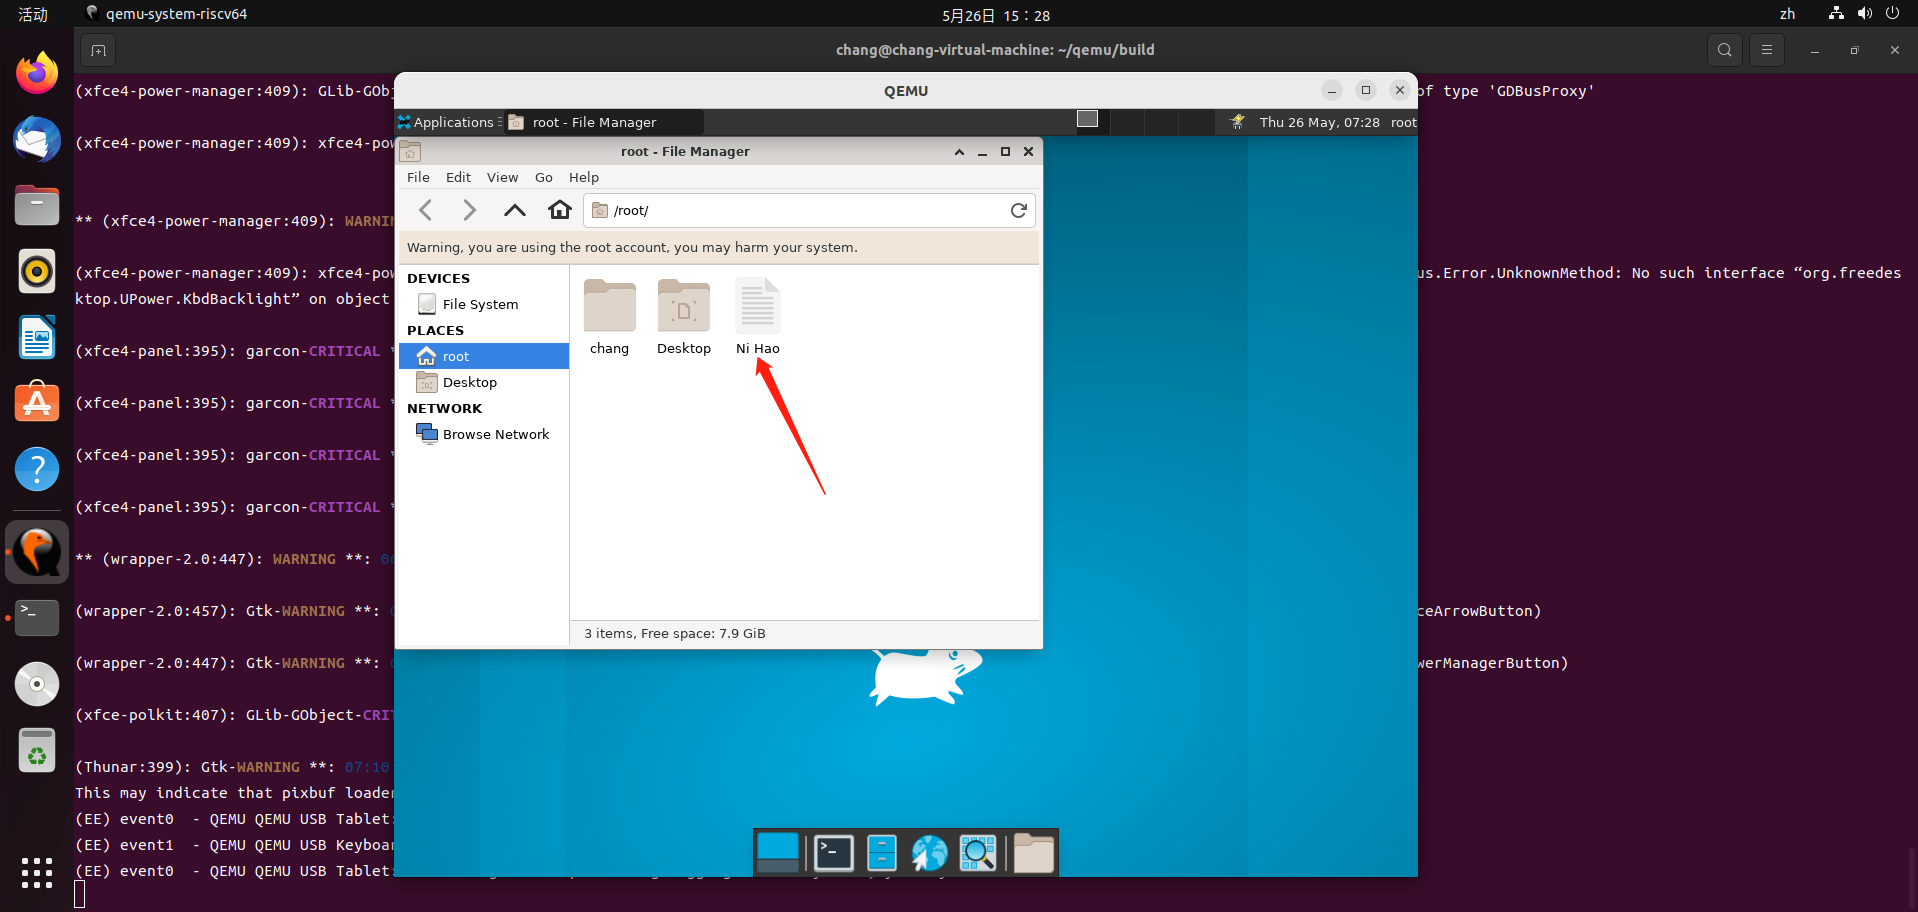 活动
qemu-system-riscv64
5月26日 15：28
zh
chang@chang-virtual-machine: ~/qemu/build
(xfce4-power-manager:409): GLib-GObj
of type 'GDBusProxy'
QEMU
Applications
root - File Manager
Thu 26 May, 07:28
root
root - File Manager
(xfce4-power-manager:409): xfce4-pow
File Edit View Go Help
/root/
** (xfce4-power-manager:409): WARNIN
Warning, you are using the root account, you may harm your system.
(xfce4-power-manager:409): xfce4-pow
us.Error.UnknownMethod: No such interface “org.freedes
ktop.UPower.KbdBacklight” on object
DEVICES
File System
PLACES
root
Desktop
NETWORK
Browse Network
chang
Desktop
Ni Hao
3 items, Free space: 7.9 GiB
(xfce4-panel:395): garcon-CRITICAL *
(xfce4-panel:395): garcon-CRITICAL *
(xfce4-panel:395): garcon-CRITICAL *
(xfce4-panel:395): garcon-CRITICAL *
** (wrapper-2.0:447): WARNING **: 0
(wrapper-2.0:457): Gtk-WARNING **:
ceArrowButton)
(wrapper-2.0:447): Gtk-WARNING **:
werManagerButton)
(xfce-polkit:407): GLib-GObject-CRIT
(Thunar:399): Gtk-WARNING **: 07:10:
This may indicate that pixbuf loader
(EE) event0 - QEMU QEMU USB Tablet:
(EE) event1 - QEMU QEMU USB Keyboar
(EE) event0 - QEMU QEMU USB Tablet: